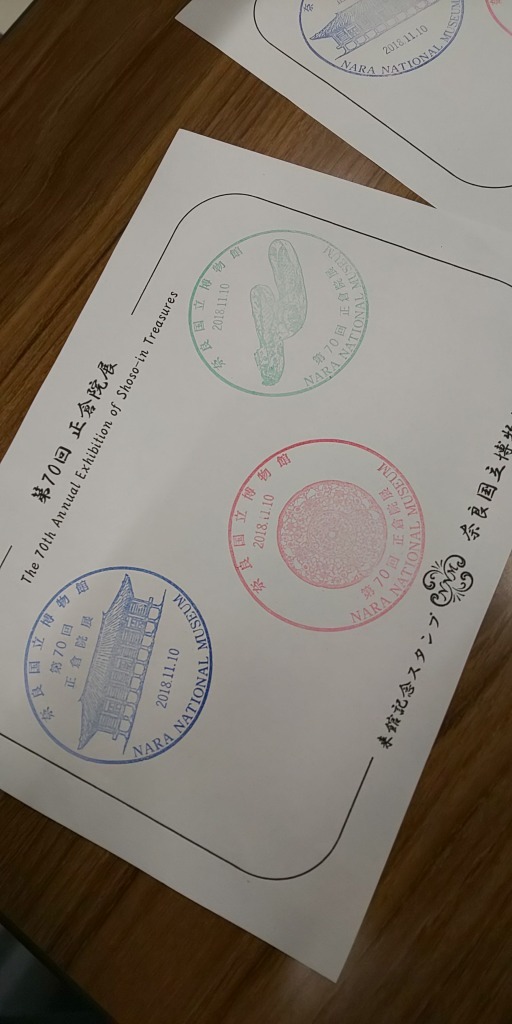 第70回 正倉院展
The 70th Annual Exhibition of Shoso-in Treasures
奈良国立博物館
2018.11.10
第70回 正倉院展
NARA NATIONAL MUSEUM
奈良国立博物館
2018.11.10
第70回 正倉院展
NARA NATIONAL MUSEUM
奈良国立博物館
第70回
正倉院展
2018.11.10
NARA NATIONAL MUSEUM
来館記念スタンプ
奈良国立博物
2018.11.10
NARA NATIONAL MUSEUM